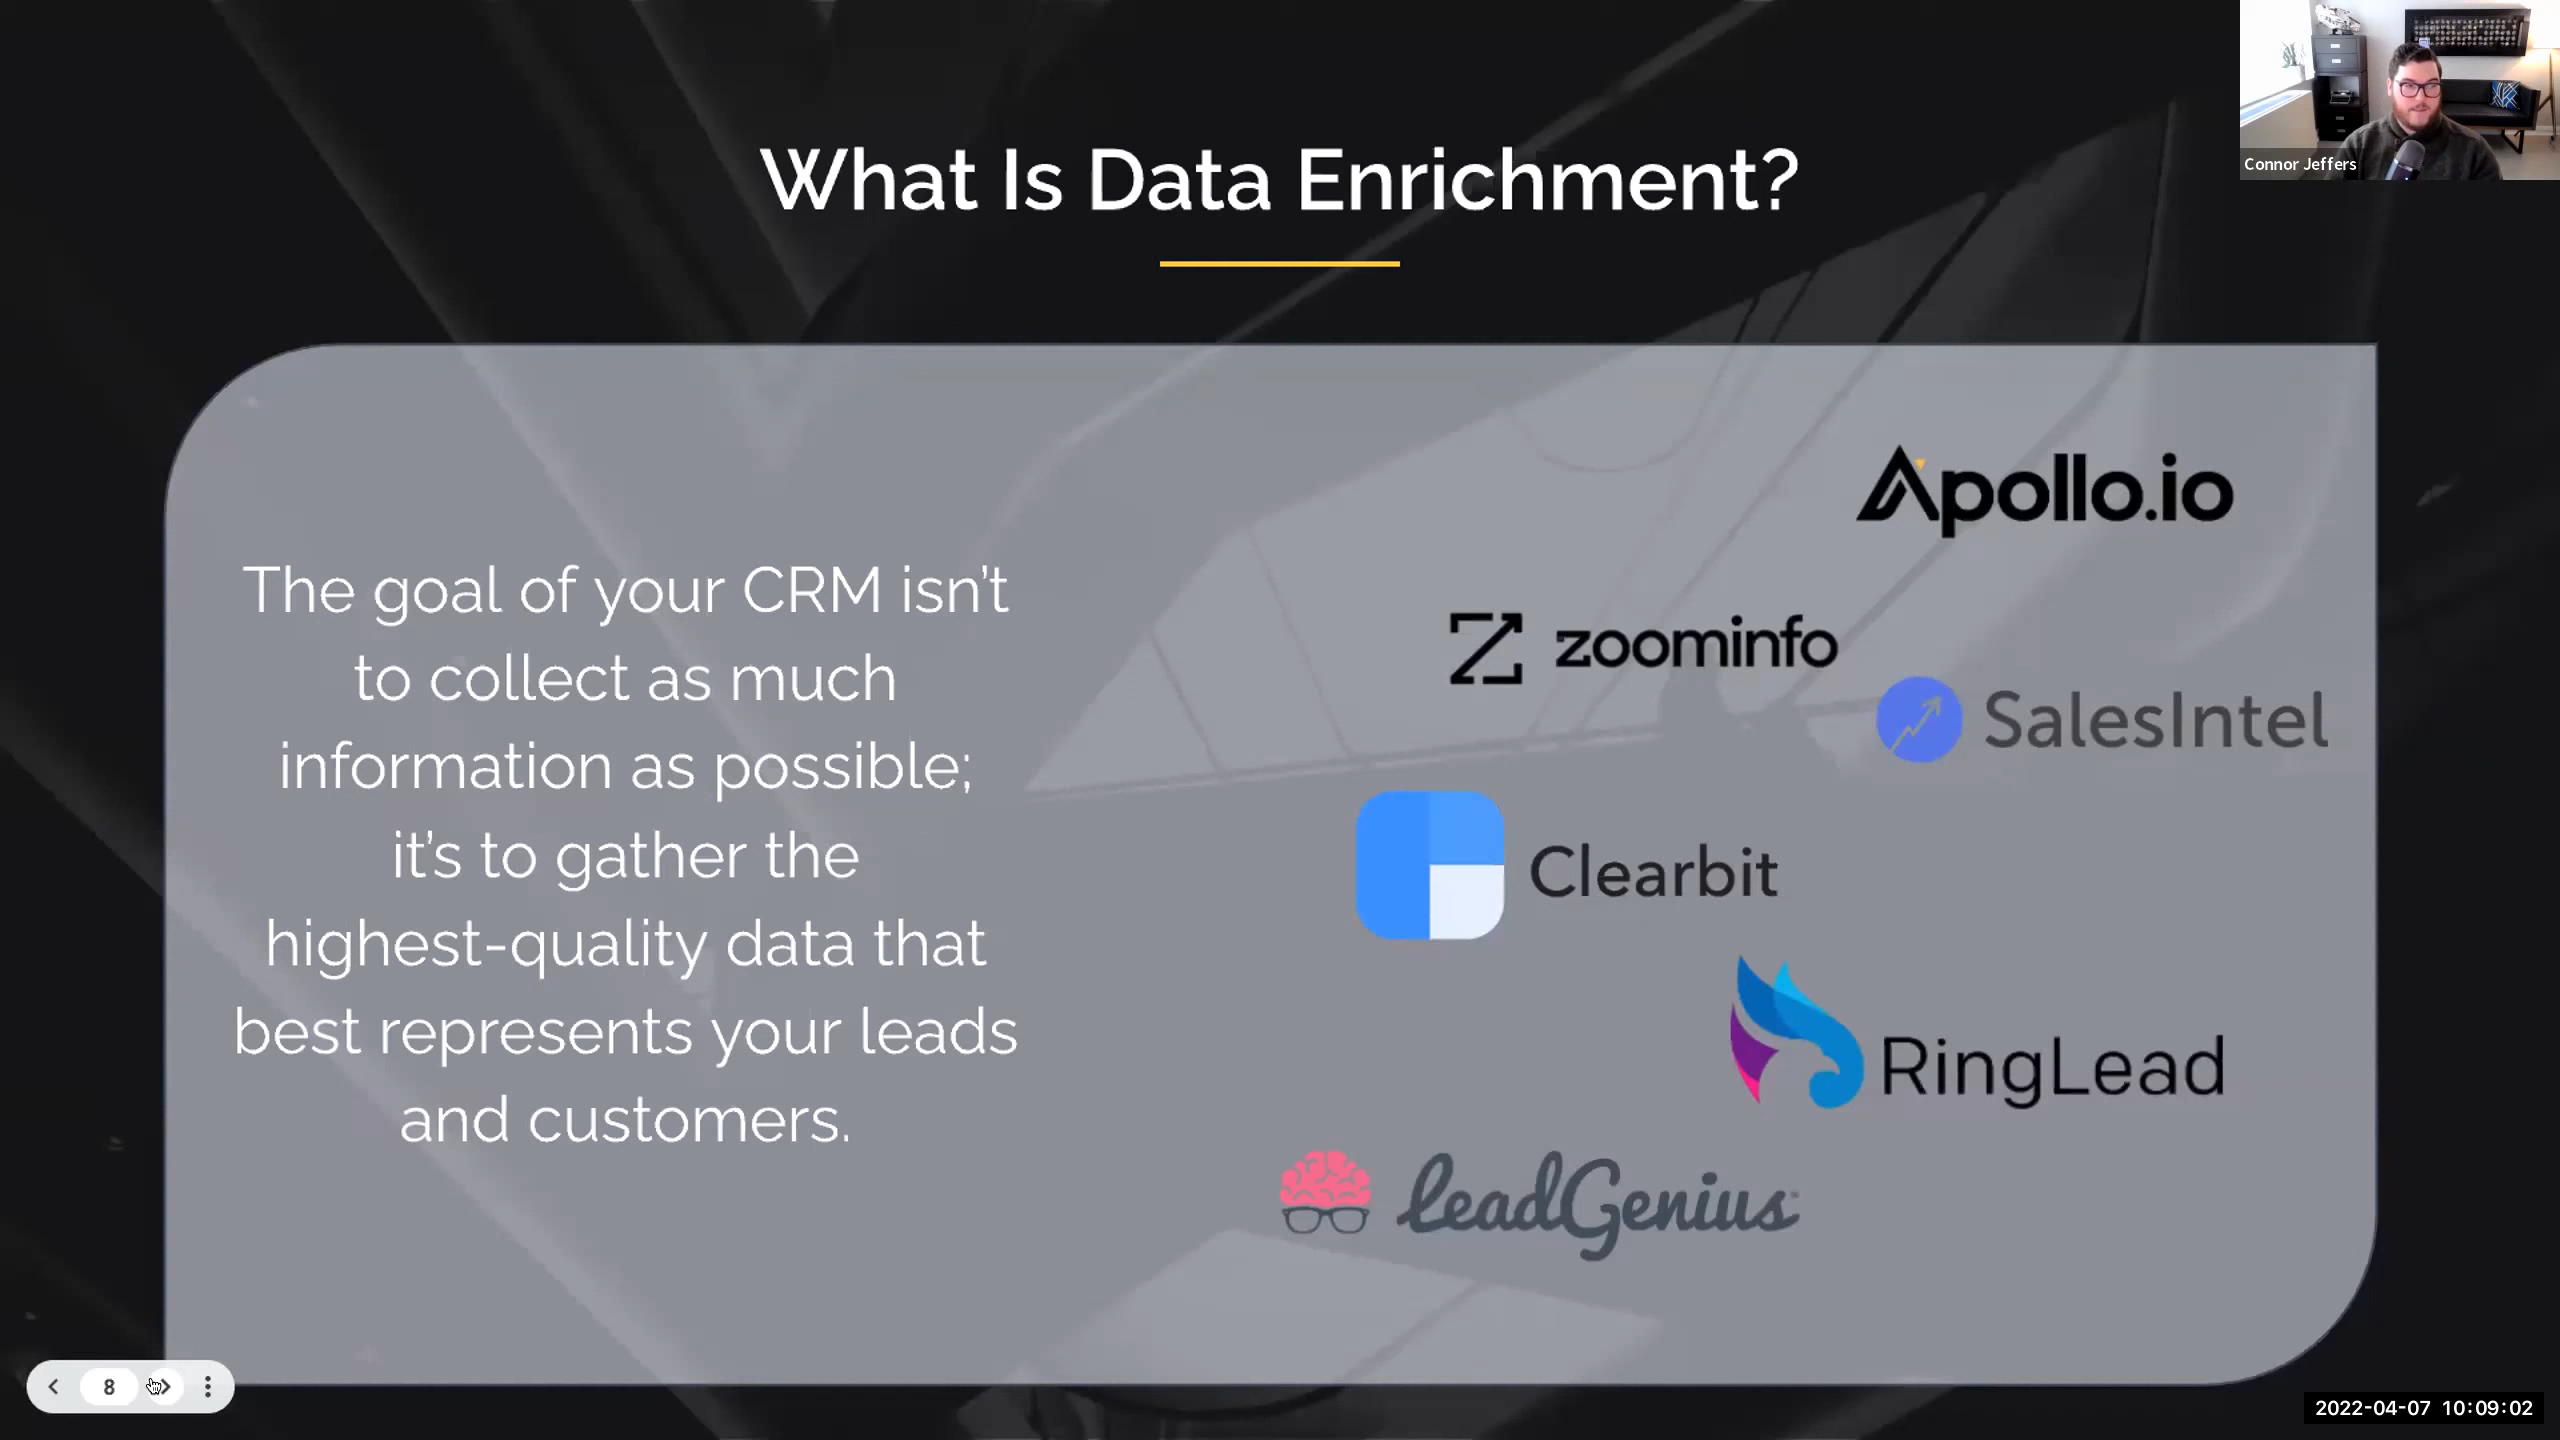 What Is Data Enrichment?
Connor Jeffers
The goal of your CRM isn’t
to collect as much
information as possible;
it’s to gather the
highest-quality data that
best represents your leads
and customers.
Apollo.io
zoominfo
SalesIntel
Clearbit
RingLead
leadGenius
8
2022-04-07 10:09:02